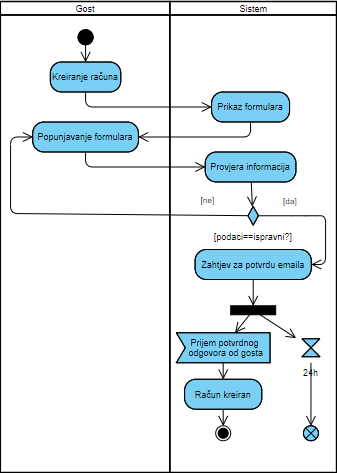 Gost
Sistem
Kreiranje računa
Prikaz formulara
Popunjavanje formulara
Provjera informacija
[ne]
[da]
[podaci==ispravni?]
Zahtjev za potvrdu emaila
Prijem potvrdnog
odgovora od gosta
24h
Račun kreiran